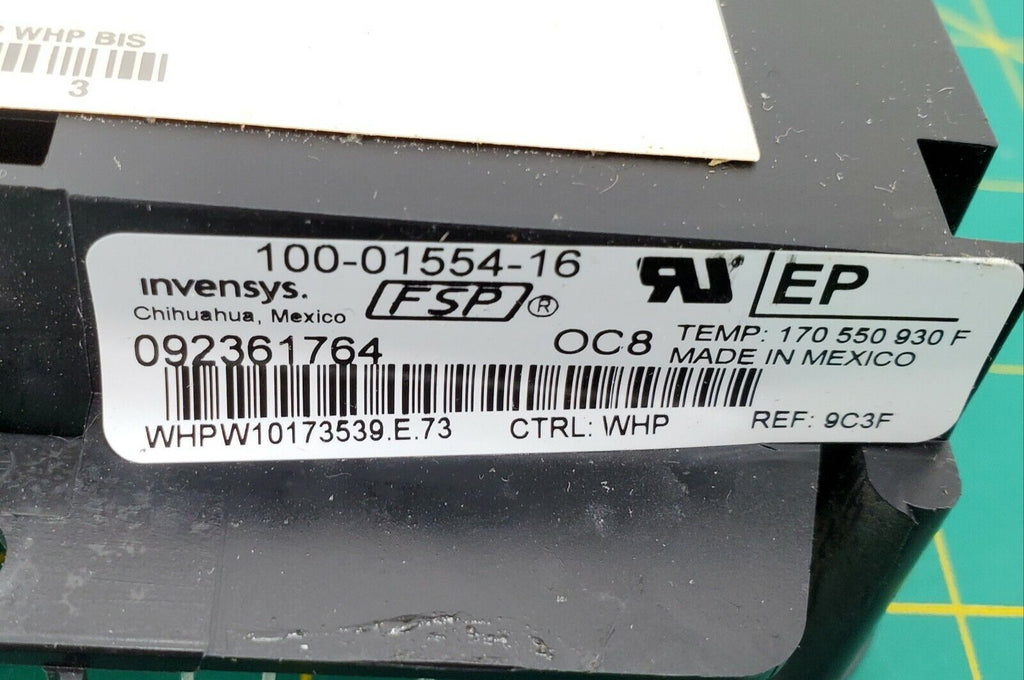 WHP BIS
3
100-01554-16
invensys.
FSP®
Chihuahua, Mexico
RU
EP
092361764
OC8
TEMP: 170 550 930 F
MADE IN MEXICO
WHPW10173539.E.73 CTRL: WHP REF: 9C3F